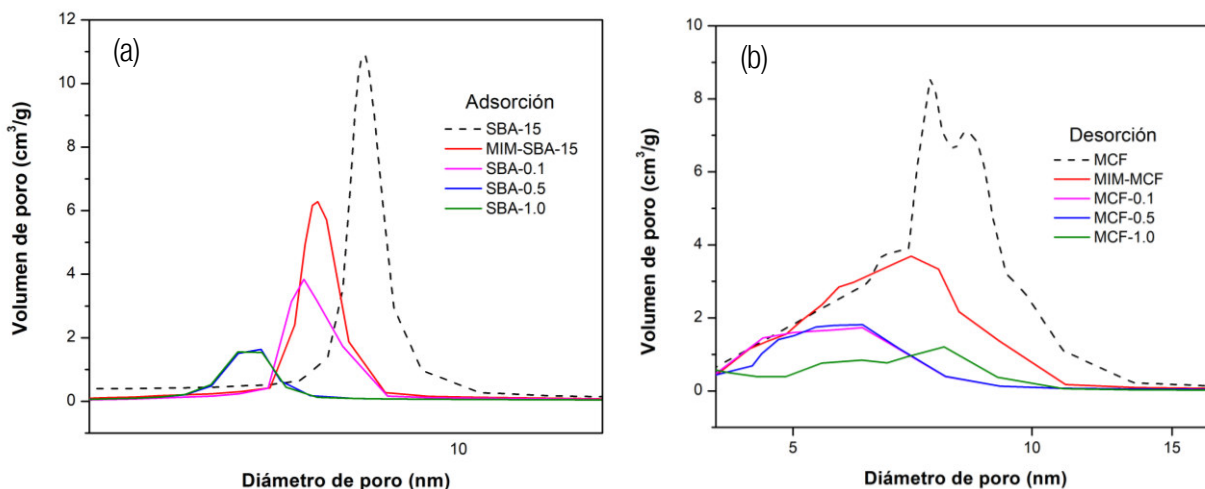 (a)
Volumen de poro (cm³/g)
12
10
8
6
4
2
0
Adsorción
SBA-15
MIM-SBA-15
SBA-0.1
SBA-0.5
SBA-1.0
10
Diámetro de poro (nm)
(b)
Volumen de poro (cm³/g)
10
8
6
4
2
0
Desorción
MCF
MIM-MCF
MCF-0.1
MCF-0.5
MCF-1.0
5
10
15
Diámetro de poro (nm)